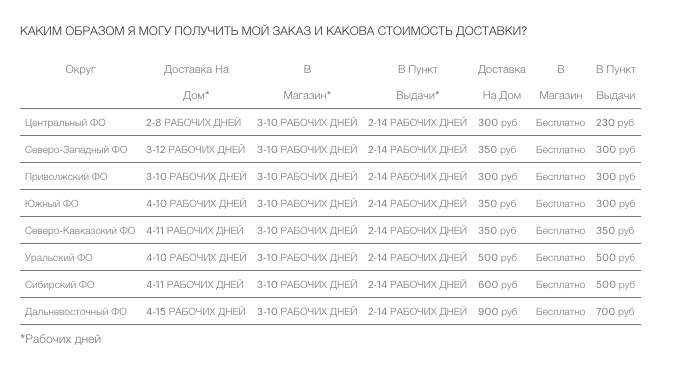 КАКИМ ОБРАЗОМ Я МОГУ ПОЛУЧИТЬ МОЙ ЗАКАЗ И КАКОВА СТОИМОСТЬ ДОСТАВКИ?
Округ Доставка На Дом* В Магазин* В Пункт Выдачи* Доставка На Дом В Магазин В Пункт Выдачи
Центральный ФО 2-8 РАБОЧИХ ДНЕЙ 3-10 РАБОЧИХ ДНЕЙ 2-14 РАБОЧИХ ДНЕЙ 300 руб Бесплатно 230 руб
Северо-Западный ФО 3-12 РАБОЧИХ ДНЕЙ 3-10 РАБОЧИХ ДНЕЙ 2-14 РАБОЧИХ ДНЕЙ 350 руб Бесплатно 300 руб
Приволжский ФО 3-10 РАБОЧИХ ДНЕЙ 3-10 РАБОЧИХ ДНЕЙ 2-14 РАБОЧИХ ДНЕЙ 300 руб Бесплатно 300 руб
Южный ФО 4-10 РАБОЧИХ ДНЕЙ 3-10 РАБОЧИХ ДНЕЙ 2-14 РАБОЧИХ ДНЕЙ 350 руб Бесплатно 300 руб
Северо-Кавказский ФО 4-11 РАБОЧИХ ДНЕЙ 3-10 РАБОЧИХ ДНЕЙ 2-14 РАБОЧИХ ДНЕЙ 350 руб Бесплатно 350 руб
Уральский ФО 4-10 РАБОЧИХ ДНЕЙ 3-10 РАБОЧИХ ДНЕЙ 2-14 РАБОЧИХ ДНЕЙ 500 руб Бесплатно 500 руб
Сибирский ФО 4-11 РАБОЧИХ ДНЕЙ 3-10 РАБОЧИХ ДНЕЙ 2-14 РАБОЧИХ ДНЕЙ 600 руб Бесплатно 500 руб
Дальневосточный ФО 4-15 РАБОЧИХ ДНЕЙ 3-10 РАБОЧИХ ДНЕЙ 2-14 РАБОЧИХ ДНЕЙ 900 руб Бесплатно 700 руб
*Рабочих дней